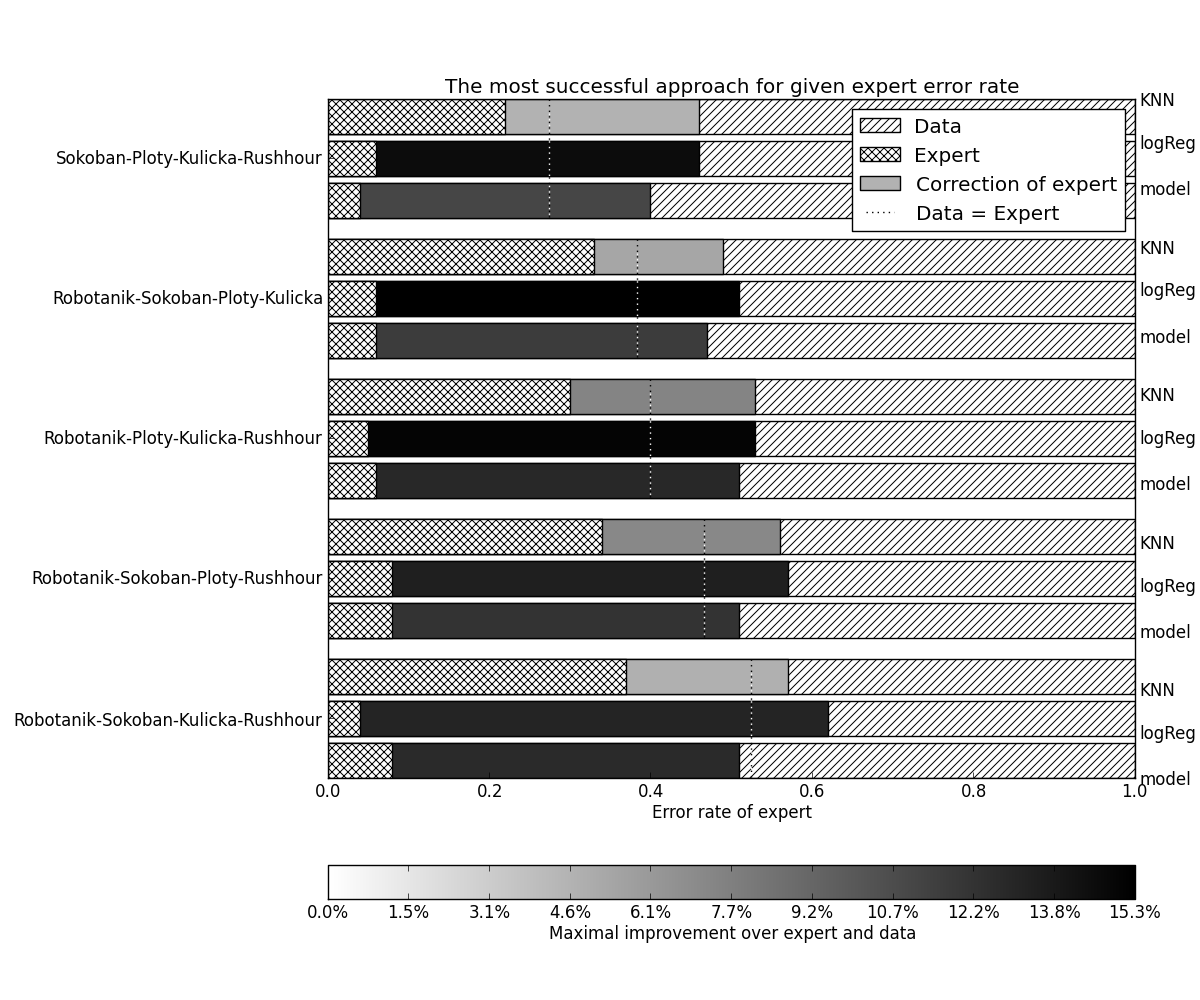 The most successful approach for given expert error rate
KNN
Data
logReg
Sokoban-Ploty-Kulicka-Rushhour
Expert
Correction of expert
model
Data = Expert
KNN
logReg
Robotanik-Sokoban-Ploty-Kulicka
model
KNN
logReg
Robotanik-Ploty-Kulicka-Rushhour
model
KNN
logReg
Robotanik-Sokoban-Ploty-Rushhour
model
KNN
logReg
Robotanik-Sokoban-Kulicka-Rushhour
model
0.0 0.2 0.4 0.6 0.8 1.0
Error rate of expert
0.0% 1.5% 3.1% 4.6% 6.1% 7.7% 9.2% 10.7% 12.2% 13.8% 15.3%
Maximal improvement over expert and data